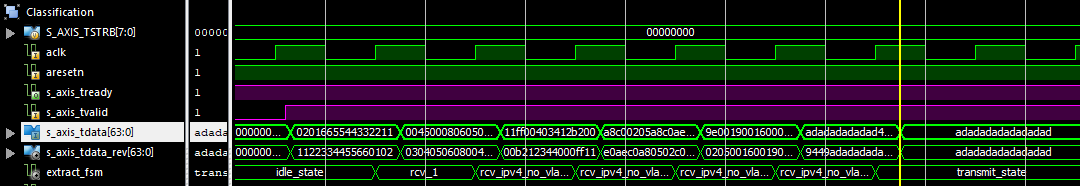 Classification
S_AXIS_TSTRB[7:0] 00000 00000000
aclk 1
aresetn 1
s_axis_tready 1
s_axis_tvalid 1
s_axis_tdata[63:0] adada 000000... 0201665544332211 0045000806050... 11ff00403412b200 a8c00205a8c0ae... 9e00190016000... adadadadadad4... adadadadadadadad
s_axis_tdata_rev[63:0] adada 000000... 1122334455660102 0304050608004... 00b212344000ff11 e0aec0a80502c0... 0205001600190... 9449adadadada... adadadadadadadad
extract_fsm trans idle_state rcv_1 rcv_ipv4_no_vla... rcv_ipv4_no_vla... rcv_ipv4_no_vla... rcv_ipv4_no_vla... transmit_state